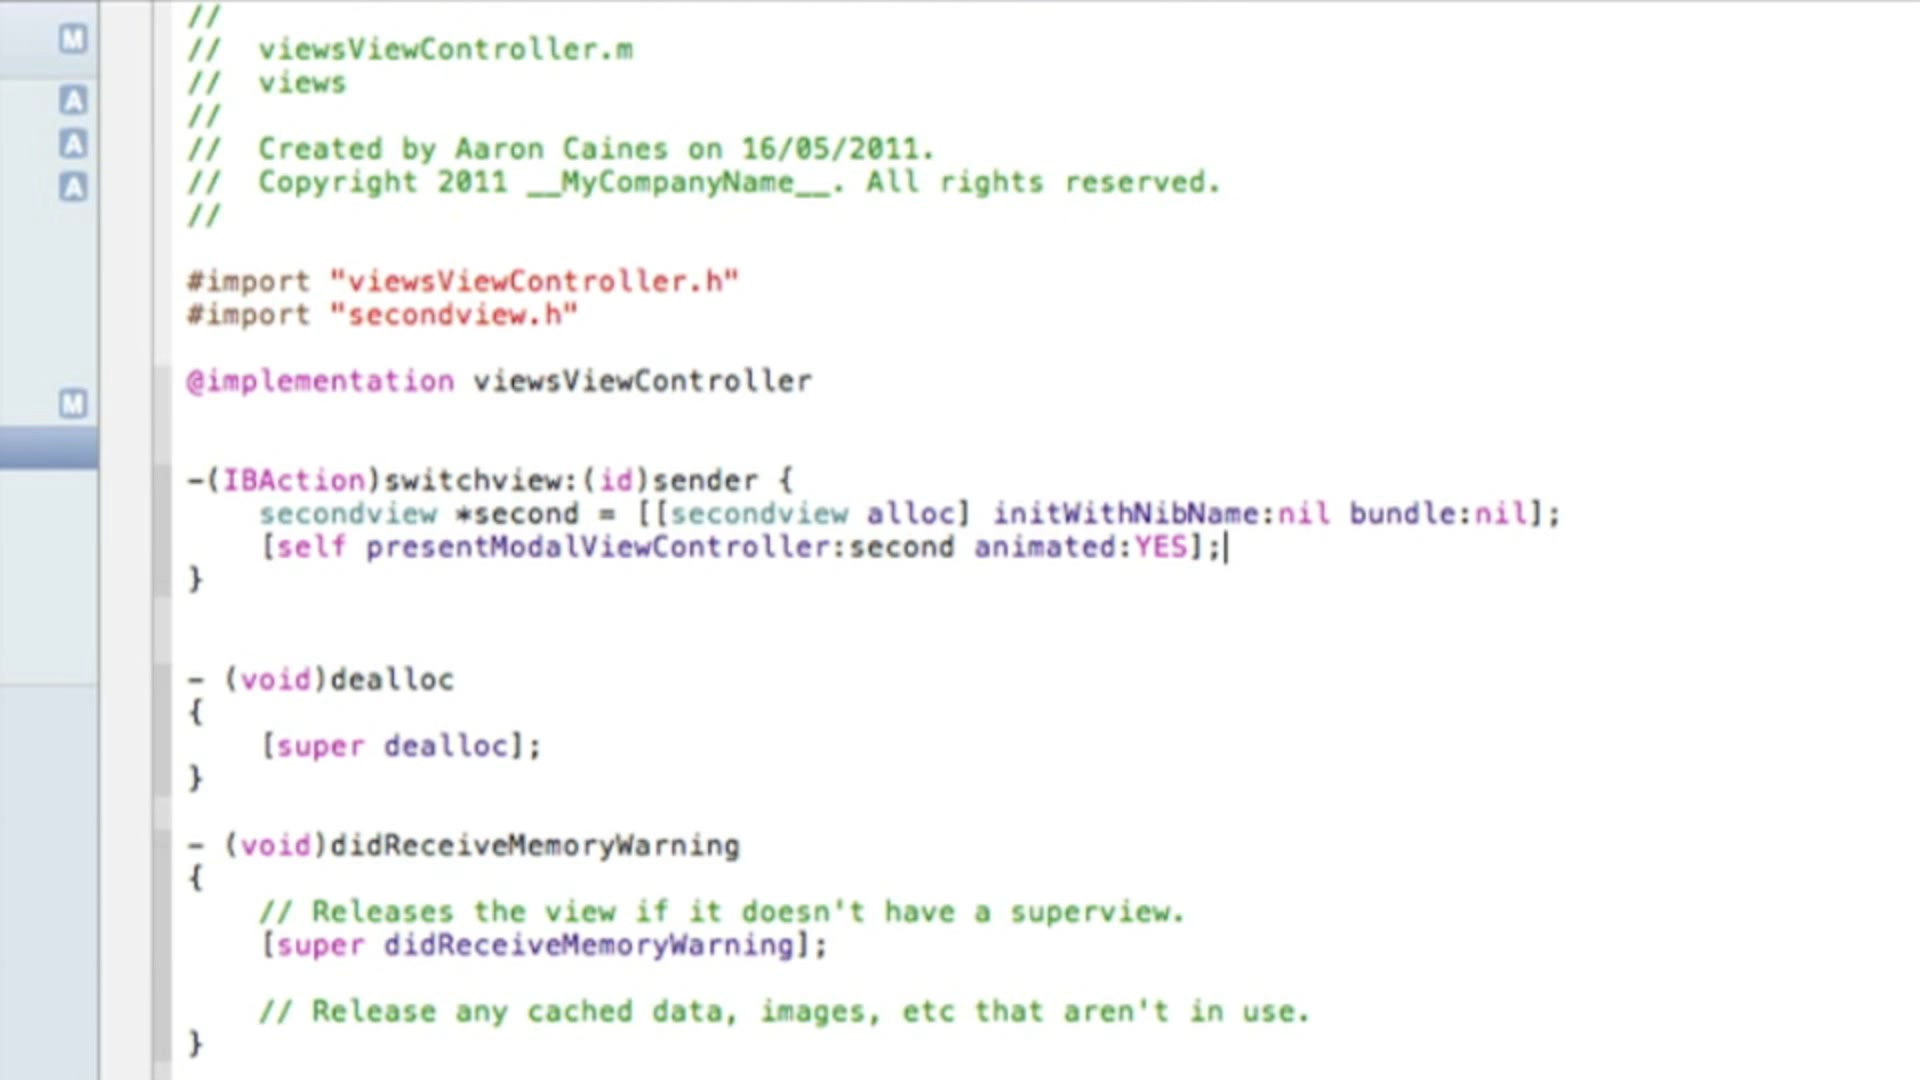 M
//
// viewsViewController.m
// views
A
//
A
// Created by Aaron Caines on 16/05/2011.
A
// Copyright 2011 __MyCompanyName__. All rights reserved.
//
#import "viewsViewController.h"
#import "secondview.h"
@implementation viewsViewController
M
-(IBAction)switchview:(id)sender {
secondview *second = [[secondview alloc] initWithNibName:nil bundle:nil];
[self presentModalViewController:second animated:YES];
}
- (void)dealloc
{
[super dealloc];
}
- (void)didReceiveMemoryWarning
{
// Releases the view if it doesn't have a superview.
[super didReceiveMemoryWarning];
// Release any cached data, images, etc that aren't in use.
}